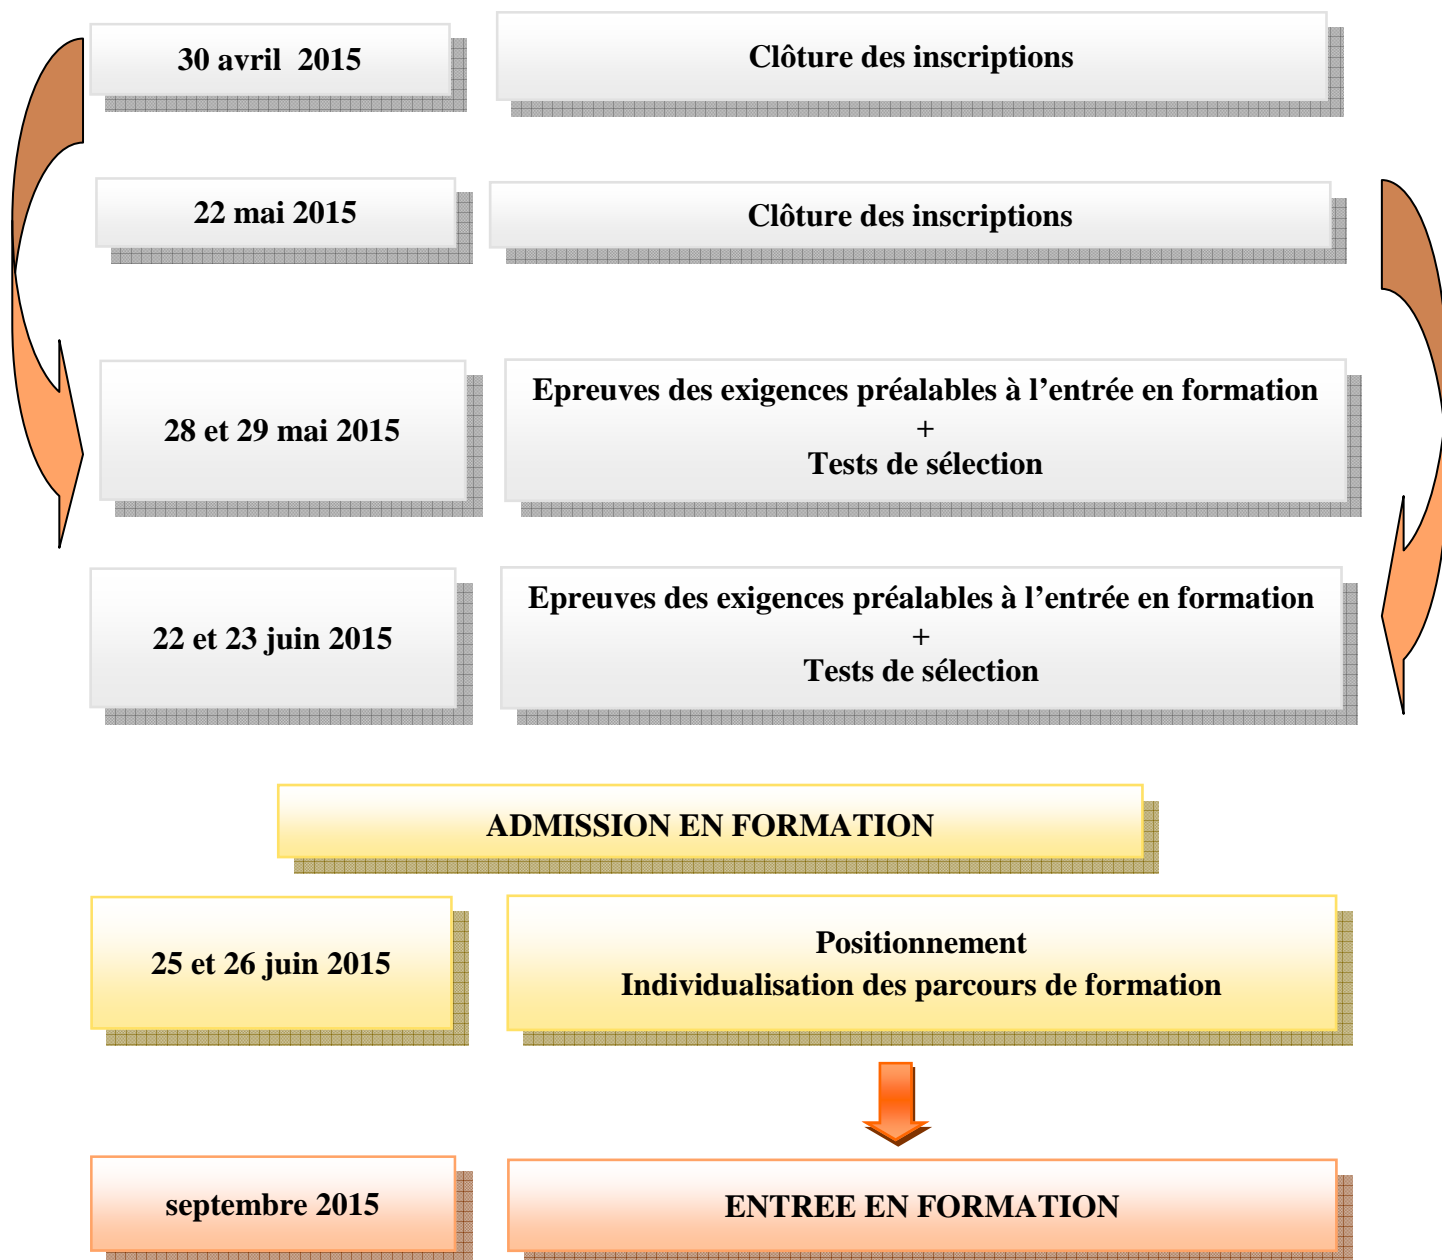 30 avril  2015
Clôture des inscriptions
22 mai 2015
Clôture des inscriptions
28 et 29 mai 2015
Epreuves des exigences préalables à l’entrée en formation
+
Tests de sélection
22 et 23 juin 2015
Epreuves des exigences préalables à l’entrée en formation
+
Tests de sélection
ADMISSION EN FORMATION
25 et 26 juin 2015
Positionnement
Individualisation des parcours de formation
septembre 2015
ENTREE EN FORMATION